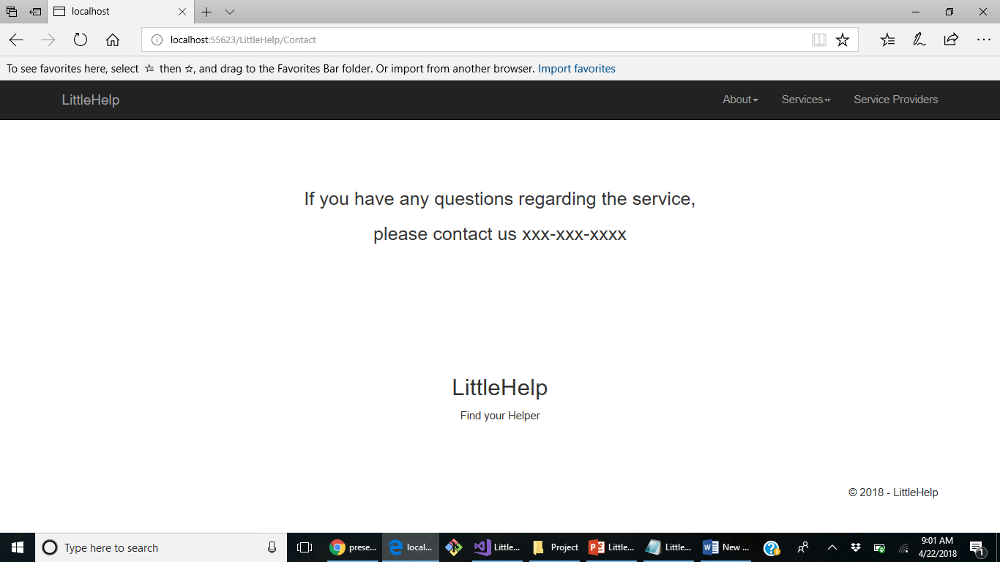 localhost
localhost:55623/LittleHelp/Contact
To see favorites here, select then , and drag to the Favorites Bar folder. Or import from another browser. Import favorites
LittleHelp About Services Service Providers
If you have any questions regarding the service,
please contact us xxx-xxx-xxxx
LittleHelp
Find your Helper
© 2018 - LittleHelp
Type here to search prese... local... Little... Project Little... Little... New ... 9:01 AM
4/22/2018 1